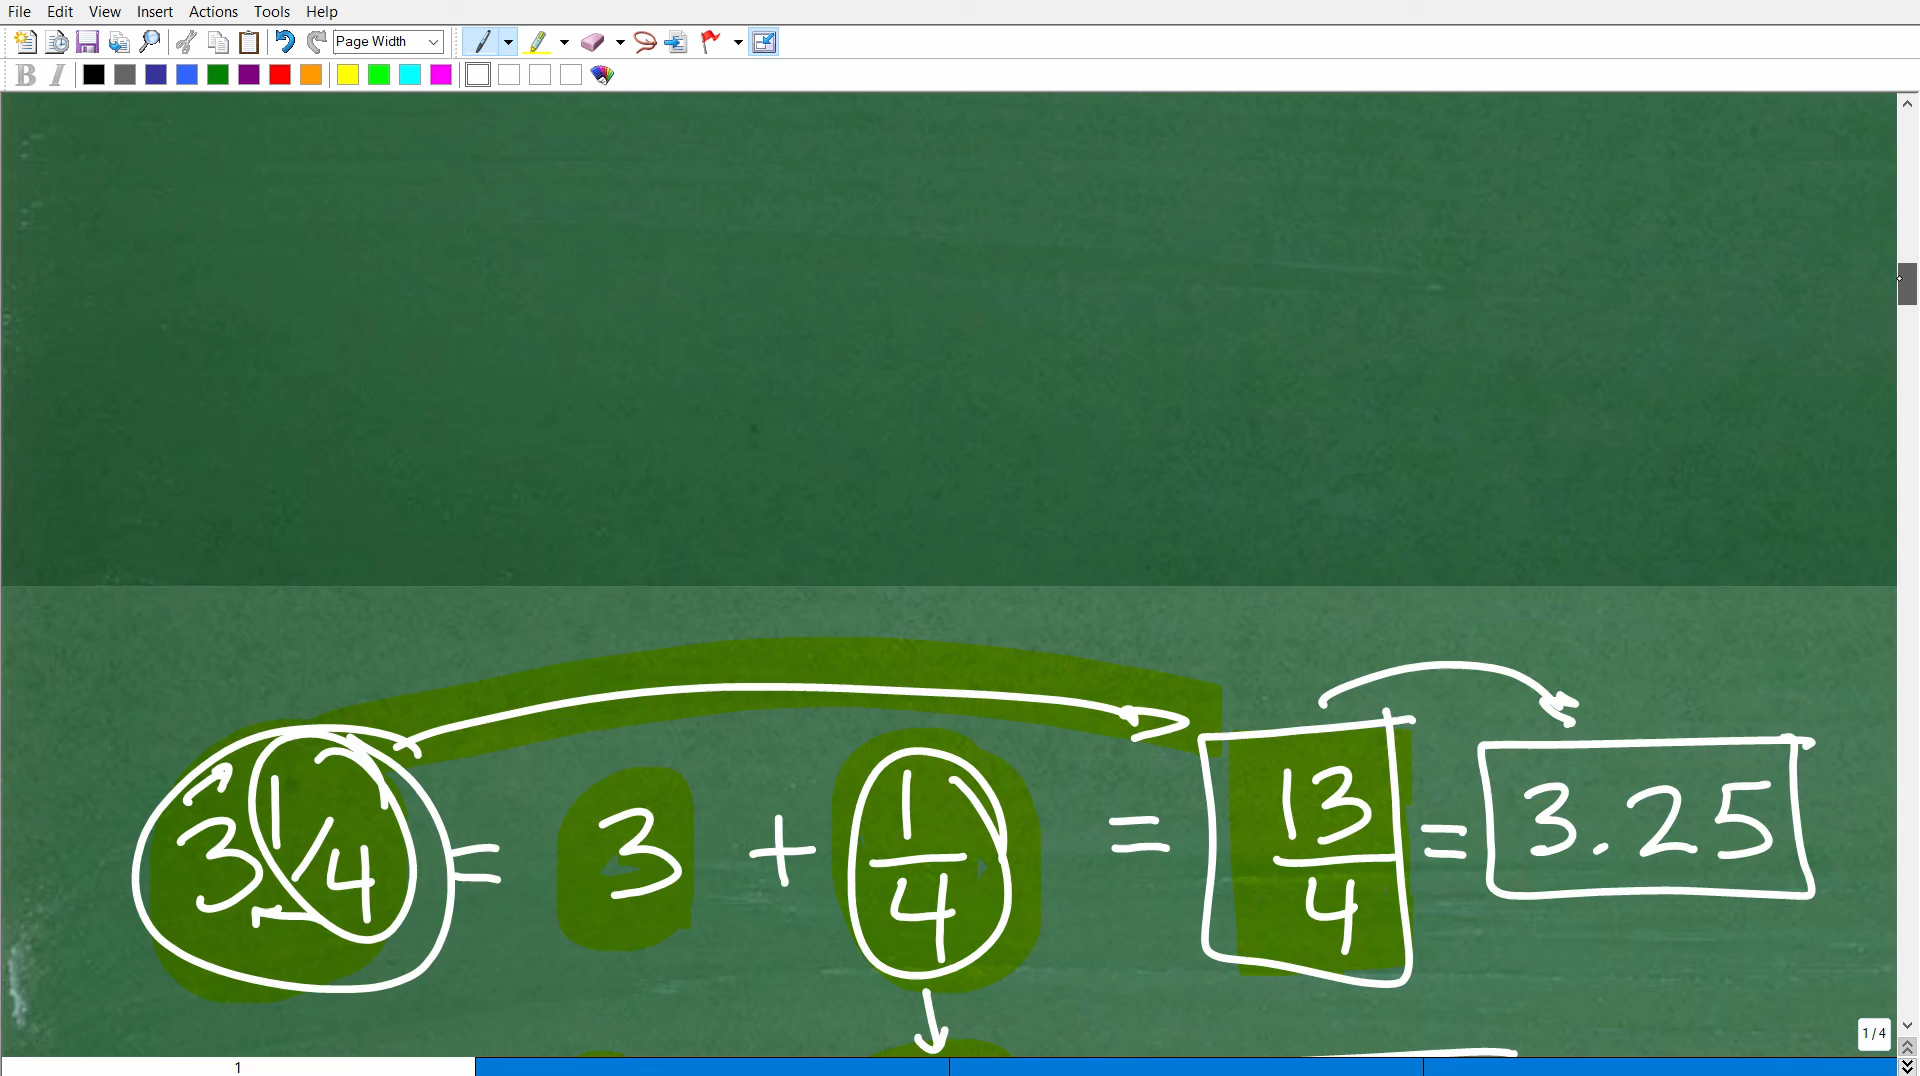 File Edit View Insert Actions Tools Help
Page Width
B I
3 1/4 = 3 + 1/4 = 13/4 = 3.25
1 / 4
1